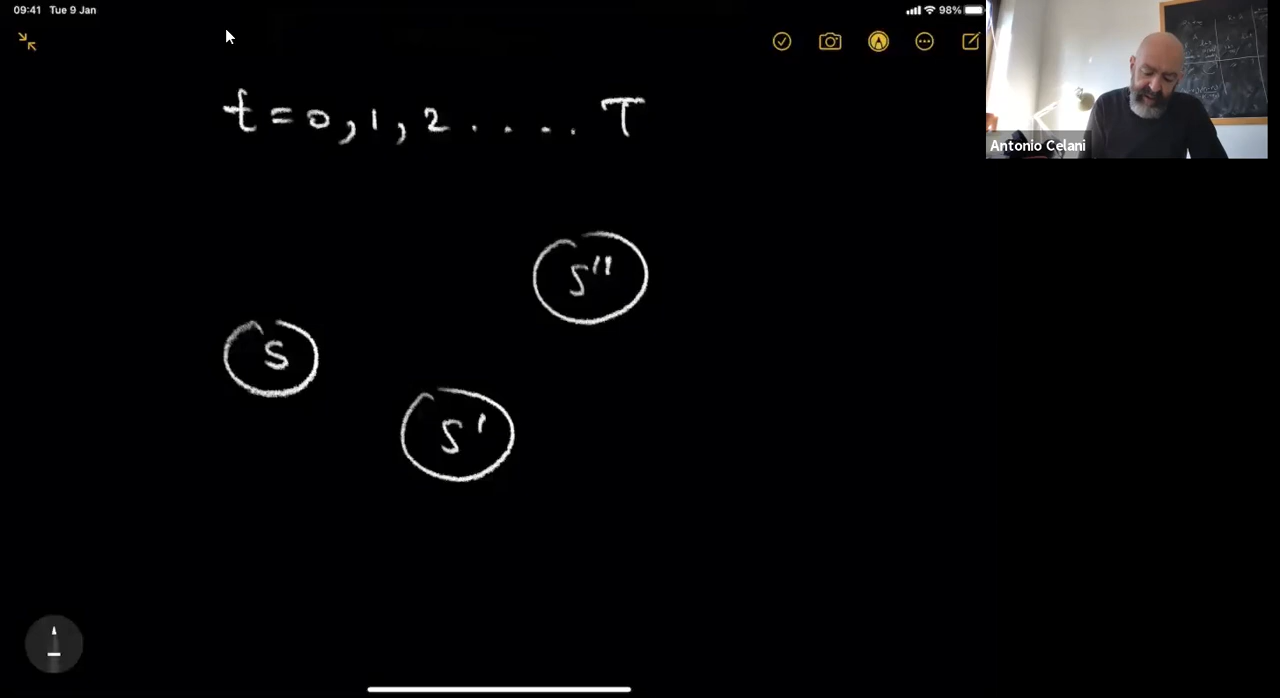 09:41 Tue 9 Jan 98%
t=0,1,2.....T
S''
S
S'
Antonio Celani